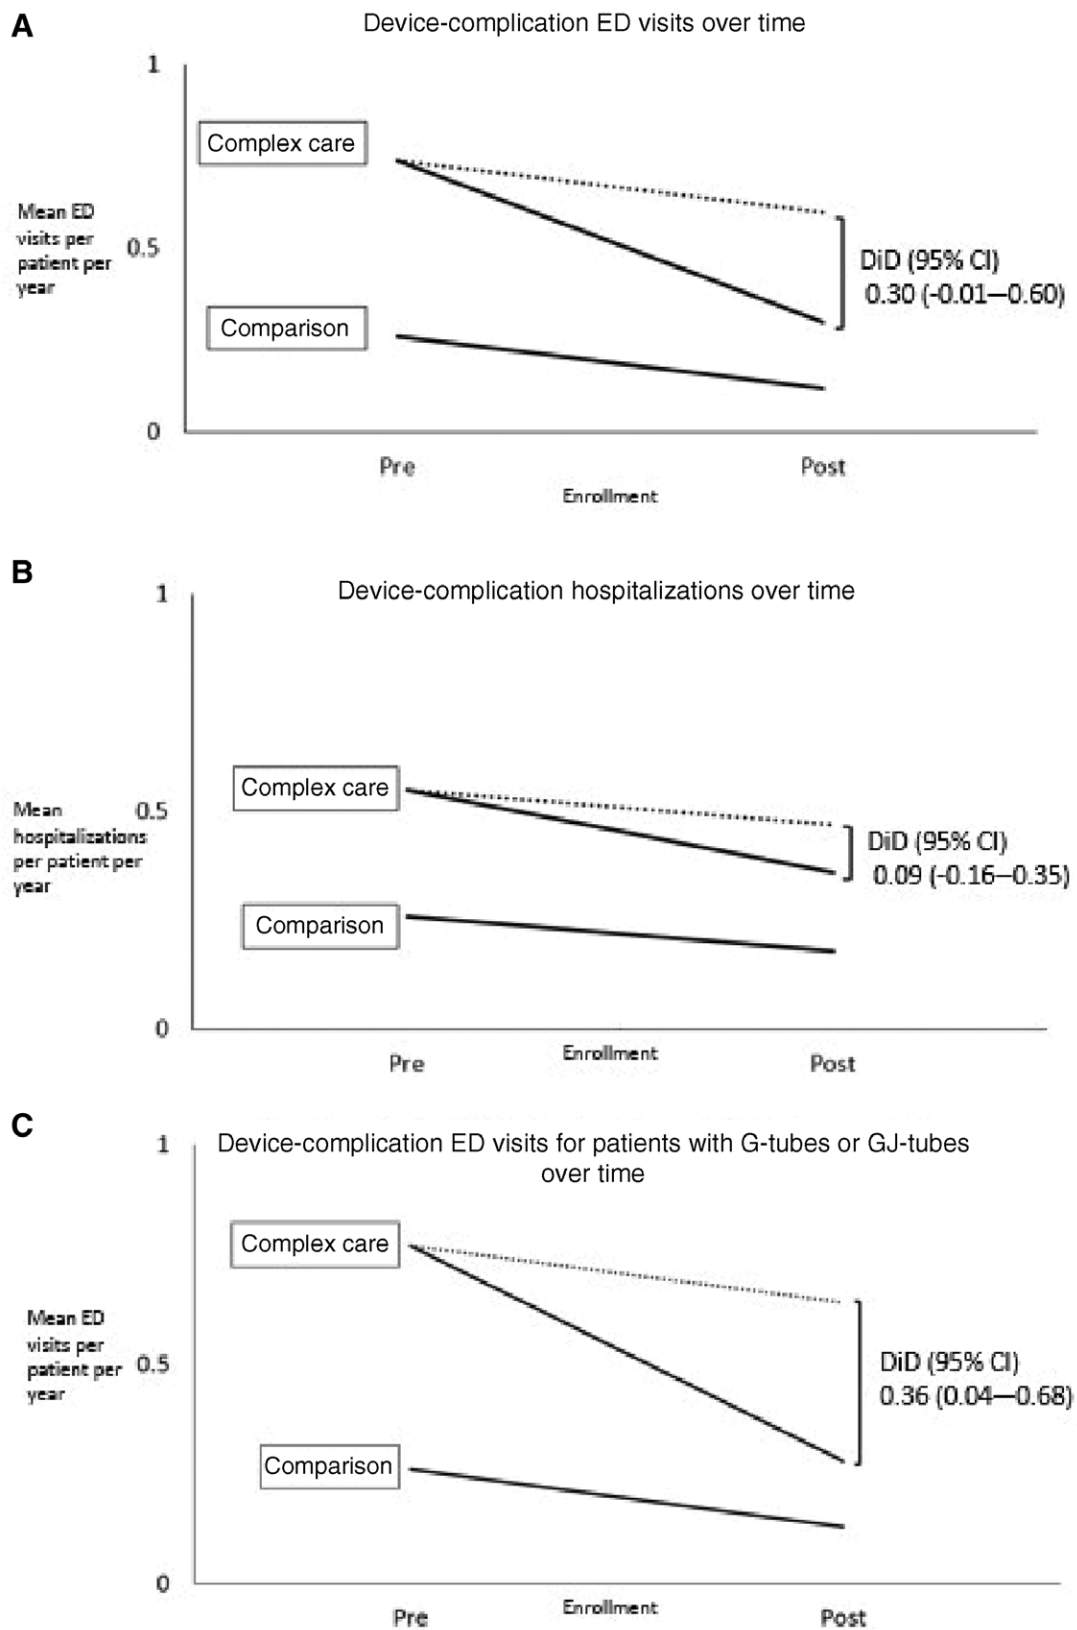 A
Device-complication ED visits over time
1
Complex care
Mean ED
visits per
patient per
year
0.5
DiD (95% CI)
0.30 (-0.01—0.60)
Comparison
0
Pre
Post
Enrollment
B
1
Device-complication hospitalizations over time
Complex care
Mean
hospitalizations
per patient per
year
0.5
DiD (95% CI)
0.09 (-0.16—0.35)
Comparison
0
Pre
Enrollment
Post
C
1
Device-complication ED visits for patients with G-tubes or GJ-tubes
over time
Complex care
Mean ED
visits per
patient per
year
0.5
DiD (95% CI)
0.36 (0.04—0.68)
Comparison
0
Pre
Enrollment
Post